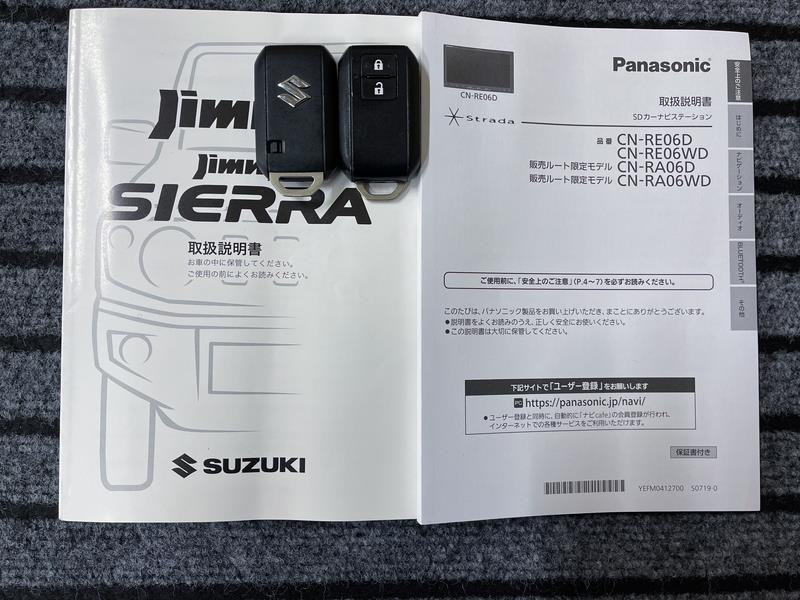 Jimny
Jimny
SIERRA
取扱説明書
お車の中に保管してください。
ご使用の前によくお読みください。
SUZUKI
Panasonic
CN-RE06D
取扱説明書
Strada
SDカーナビステーション
品番 CN-RE06D
CN-RE06WD
販売ルート限定モデル CN-RA06D
販売ルート限定モデル CN-RA06WD
ご使用前に、「安全上のご注意」(P.4~7)を必ずお読みください。
このたびは、パナソニック製品をお買い上げいただき、まことにありがとうございます。
●説明書をよくお読みのうえ、正しく安全にお使いください。
●この説明書は大切に保管してください。
下記サイトで「ユーザー登録」をお願いします
PC https://panasonic.jp/navi/
●ユーザー登録と同時に、自動的に「ナビcafe」の会員登録が行われ、
インターネットでの各種サービスをご利用いただけます。
保証書付き
YEFM0412700 S0719-0
安全上のご注意
はじめに
ナビゲーション
オーディオ
BLUETOOTH®
その他